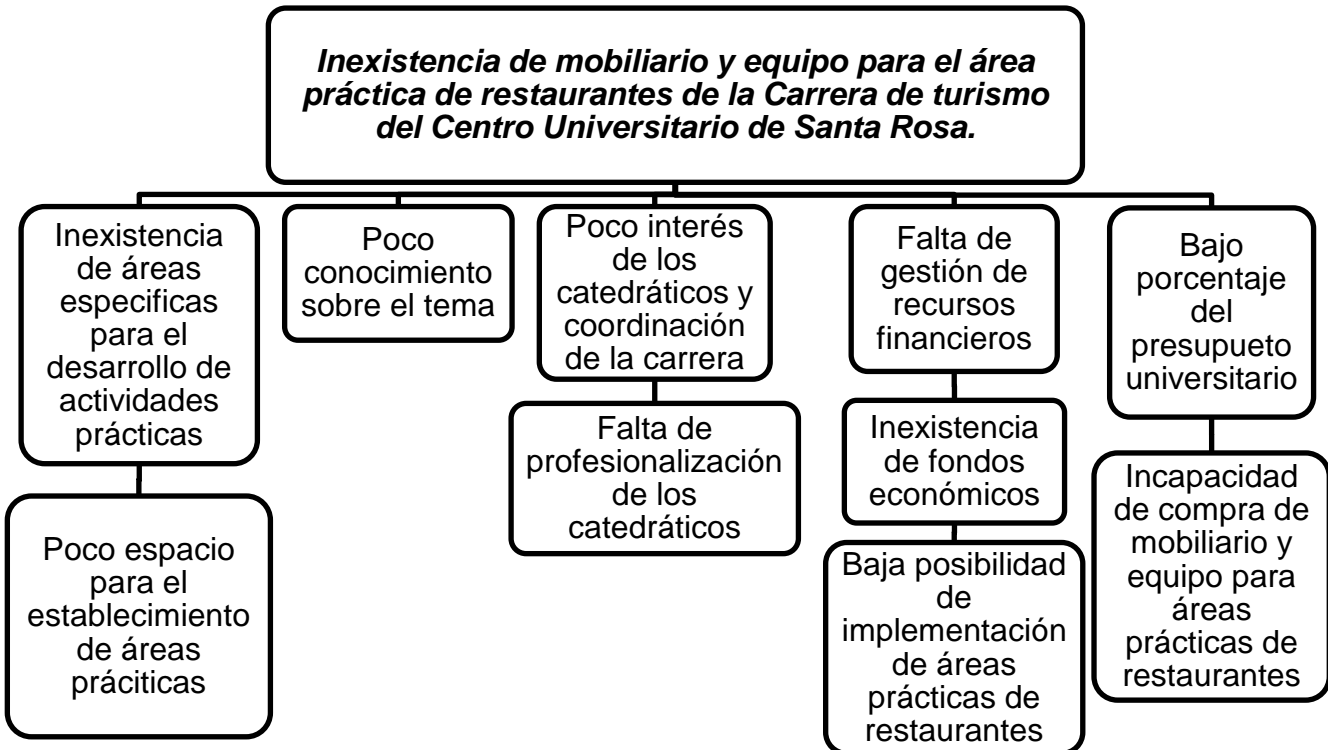 Inexistencia de mobiliario y equipo para el área
práctica de restaurantes de la Carrera de turismo
del Centro Universitario de Santa Rosa.
Inexistencia
de áreas
especificas
para el
desarrollo de
actividades
prácticas
Poco espacio
para el
establecimiento
de áreas
práciticas
Poco
conocimiento
sobre el tema
Poco interés
de los
catedráticos y
coordinación
de la carrera
Falta de
profesionalización
de los
catedráticos
Falta de
gestión de
recursos
financieros
Inexistencia
de fondos
económicos
Baja posibilidad
de
implementación
de áreas
prácticas de
restaurantes
Bajo
porcentaje
del
presupueto
universitario
Incapacidad
de compra de
mobiliario y
equipo para
áreas
prácticas de
restaurantes